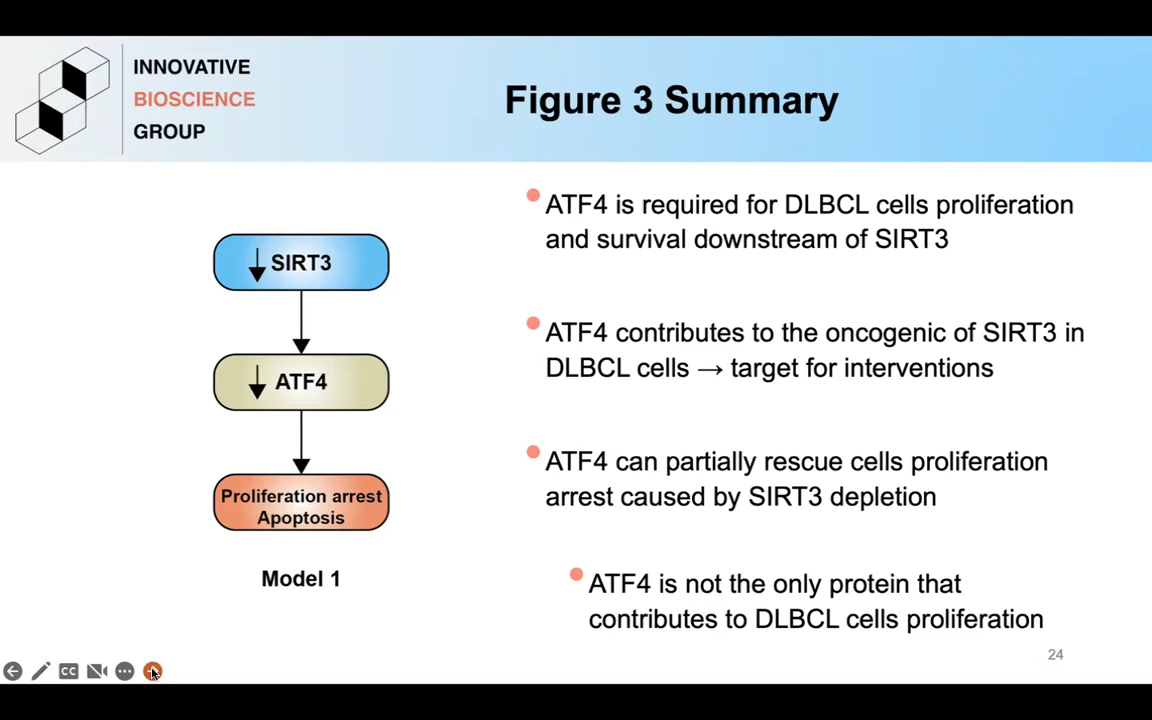 INNOVATIVE
BIOSCIENCE
GROUP
Figure 3 Summary
SIRT3
ATF4
Proliferation arrest
Apoptosis
Model 1
ATF4 is required for DLBCL cells proliferation
and survival downstream of SIRT3
ATF4 contributes to the oncogenic of SIRT3 in
DLBCL cells → target for interventions
ATF4 can partially rescue cells proliferation
arrest caused by SIRT3 depletion
ATF4 is not the only protein that
contributes to DLBCL cells proliferation
24
CC